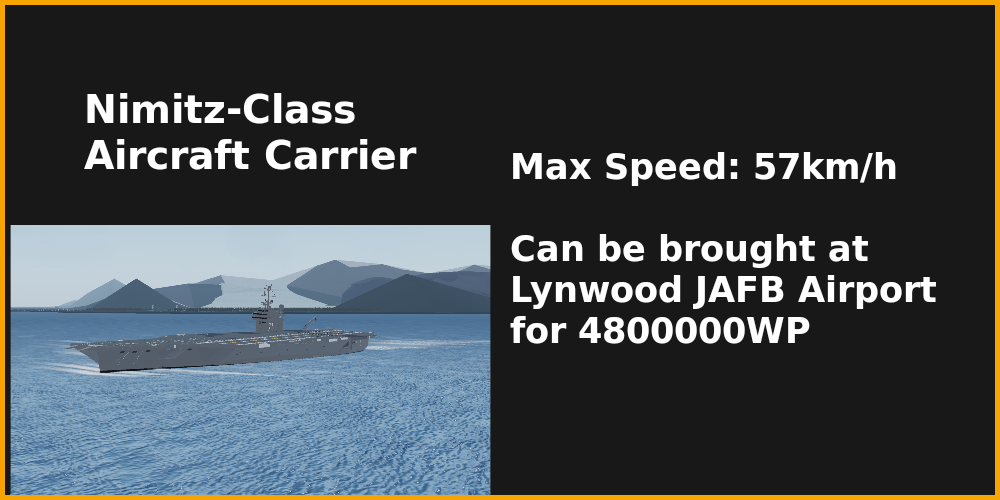 Nimitz-Class
Aircraft Carrier
Max Speed: 57km/h
Can be brought at
Lynwood JAFB Airport
for 4800000WP